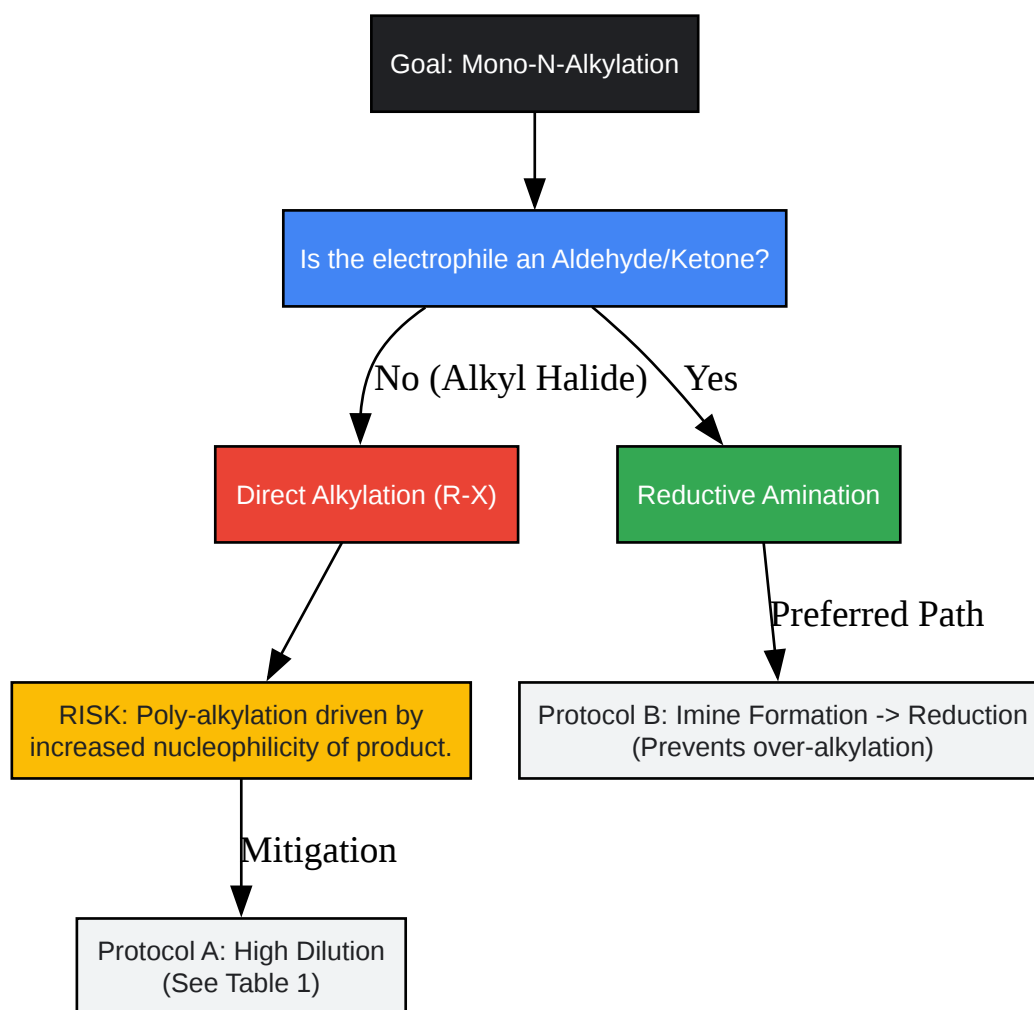 Goal: Mono-N-Alkylation
Is the electrophile an Aldehyde/Ketone?
No (Alkyl Halide)
Yes
Direct Alkylation (R-X)
Reductive Amination
Preferred Path
RISK: Poly-alkylation driven by
increased nucleophilicity of product.
Protocol B: Imine Formation -> Reduction
(Prevents over-alkylation)
Mitigation
Protocol A: High Dilution
(See Table 1)